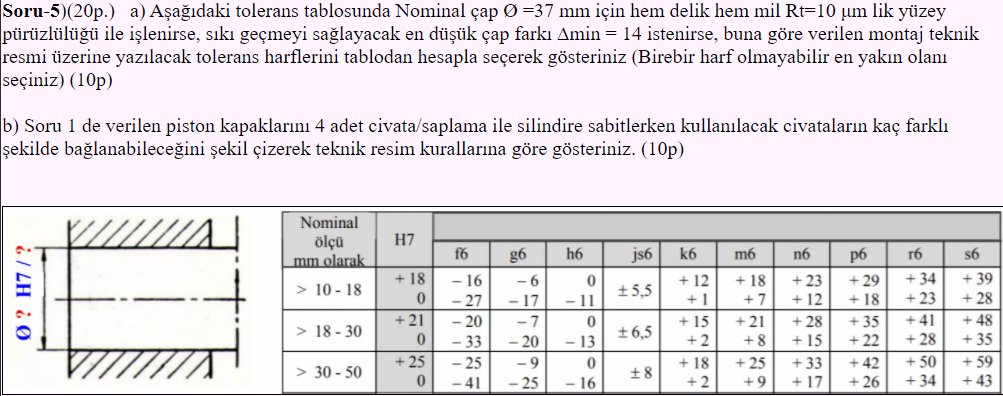 Soru-5)(20p.) a) Aşağıdaki tolerans tablosunda Nominal çap Ø =37 mm için hem delik hem mil Rt=10 μm lik yüzey
pürüzlülüğü ile işlenirse, sıkı geçmeyi sağlayacak en düşük çap farkı Δmin = 14 istenirse, buna göre verilen montaj teknik
resmi üzerine yazılacak tolerans harflerini tablodan hesapla seçerek gösteriniz (Birebir harf olmayabilir en yakın olanı
seçiniz) (10p)
b) Soru 1 de verilen piston kapaklarını 4 adet civata/saplama ile silindire sabitlerken kullanılacak civataların kaç farklı
şekilde bağlanabileceğini şekil çizerek teknik resim kurallarına göre gösteriniz. (10p)
Ø ? H7 / ?
Nominal
ölçü
mm olarak
H7
f6 g6 h6 js6 k6 m6 n6 p6 r6 s6
> 10 - 18
+ 18 − 16 − 6 0 ± 5,5 + 12 + 18 + 23 + 29 + 34 + 39
0 − 27 − 17 − 11 + 1 + 7 + 12 + 18 + 23 + 28
> 18 - 30
+ 21 − 20 − 7 0 ± 6,5 + 15 + 21 + 28 + 35 + 41 + 48
0 − 33 − 20 − 13 + 2 + 8 + 15 + 22 + 28 + 35
> 30 - 50
+ 25 − 25 − 9 0 ± 8 + 18 + 25 + 33 + 42 + 50 + 59
0 − 41 − 25 − 16 + 2 + 9 + 17 + 26 + 34 + 43